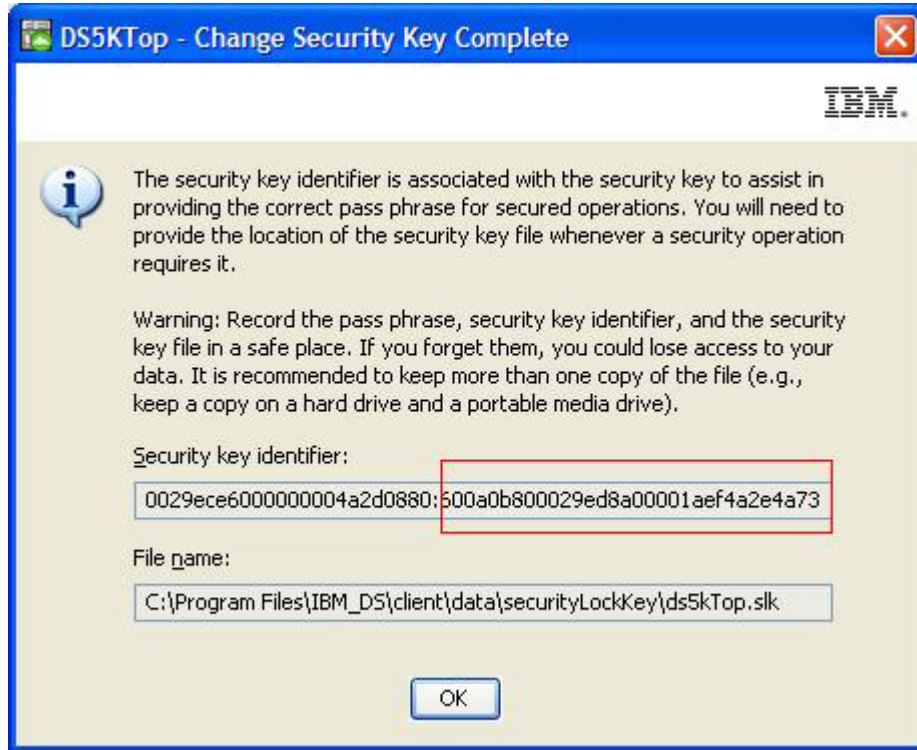 DS5KTop - Change Security Key Complete
IBM.
The security key identifier is associated with the security key to assist in
providing the correct pass phrase for secured operations. You will need to
provide the location of the security key file whenever a security operation
requires it.
Warning: Record the pass phrase, security key identifier, and the security
key file in a safe place. If you forget them, you could lose access to your
data. It is recommended to keep more than one copy of the file (e.g.,
keep a copy on a hard drive and a portable media drive).
Security key identifier:
0029ece6000000004a2d0880:600a0b800029ed8a00001aef4a2e4a73
File name:
C:\Program Files\IBM_DS\client\data\securityLockKey\ds5kTop.slk
OK